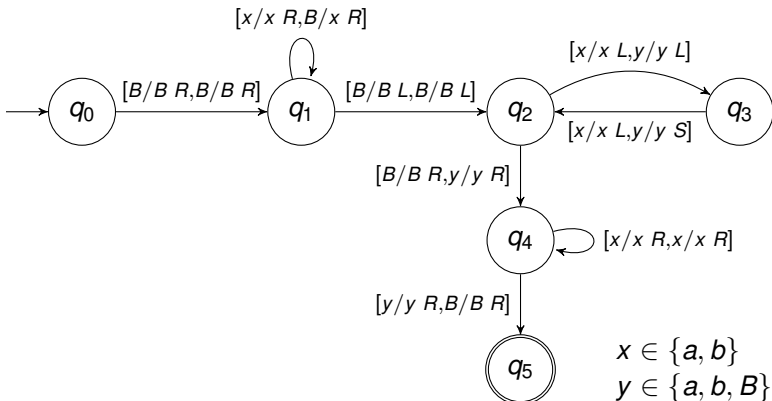 [x/x R,B/x R]
[x/x L,y/y L]
q0
[B/B R,B/B R]
q1
[B/B L,B/B L]
q2
q3
[x/x L,y/y S]
[B/B R,y/y R]
q4
[x/x R,x/x R]
[y/y R,B/B R]
q5
x ∈ {a, b}
y ∈ {a, b, B}